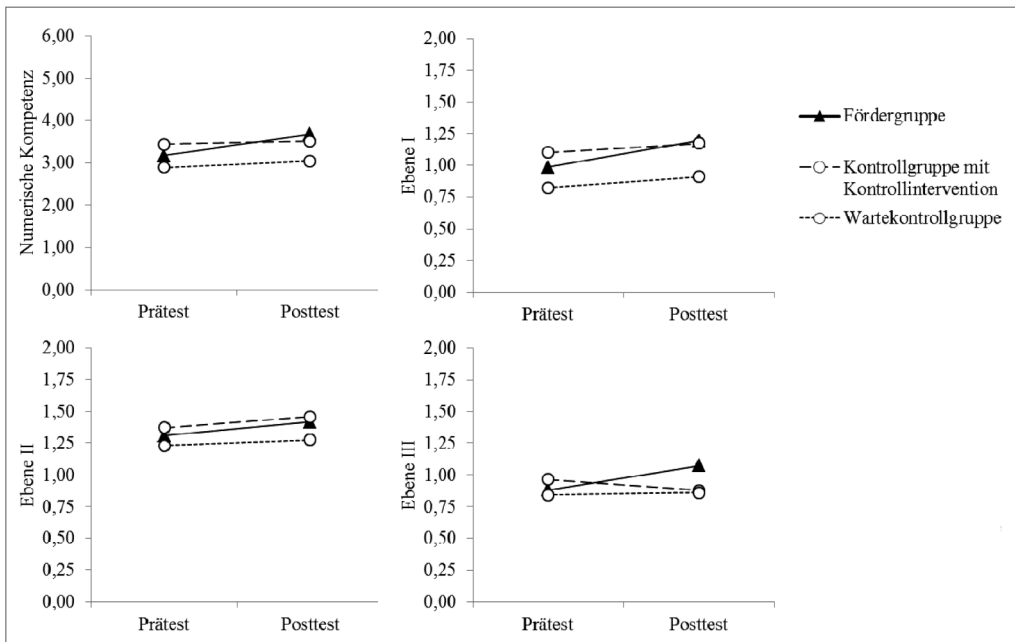 Numerische Kompetenz
6,00
5,00
4,00
3,00
2,00
1,00
0,00
Prätest
Posttest
Ebene I
2,00
1,75
1,50
1,25
1,00
0,75
0,50
0,25
0,00
Prätest
Posttest
Fördergruppe
Kontrollgruppe mit
Kontrollintervention
Wartekontrollgruppe
Ebene II
2,00
1,75
1,50
1,25
1,00
0,75
0,50
0,25
0,00
Prätest
Posttest
Ebene III
2,00
1,75
1,50
1,25
1,00
0,75
0,50
0,25
0,00
Prätest
Posttest